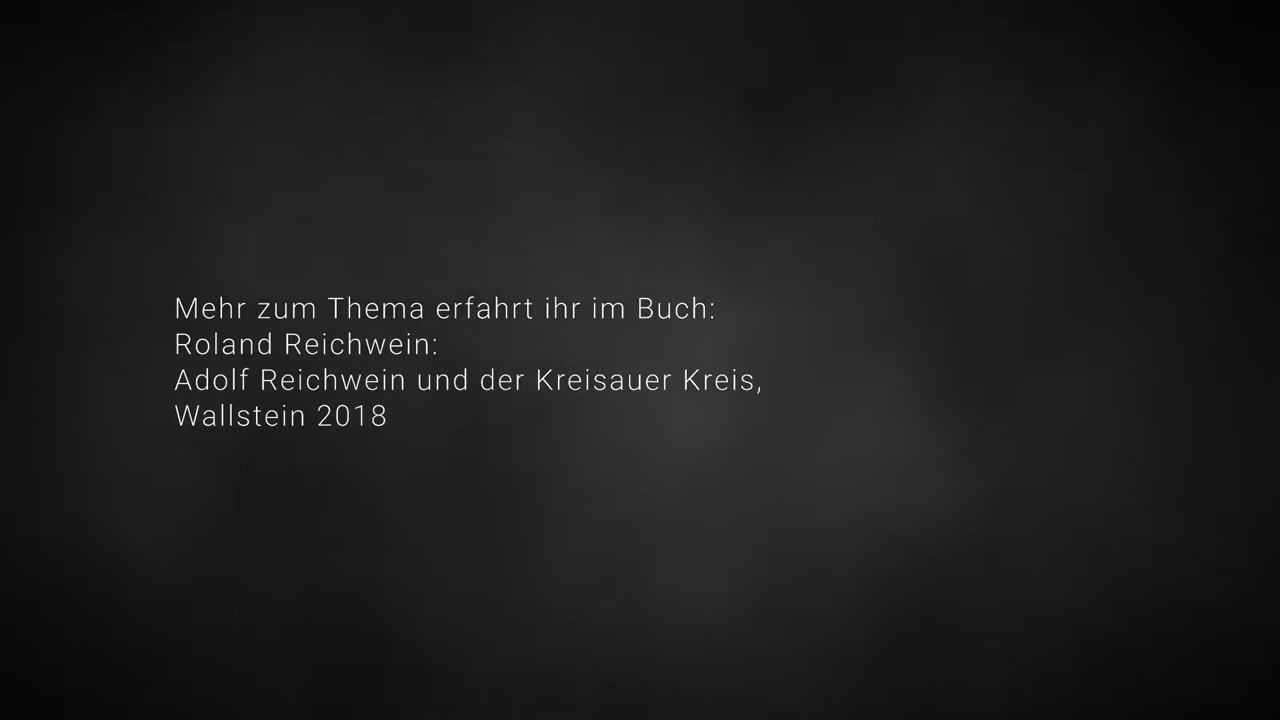 Mehr zum Thema erfahrt ihr im Buch:
Roland Reichwein:
Adolf Reichwein und der Kreisauer Kreis,
Wallstein 2018